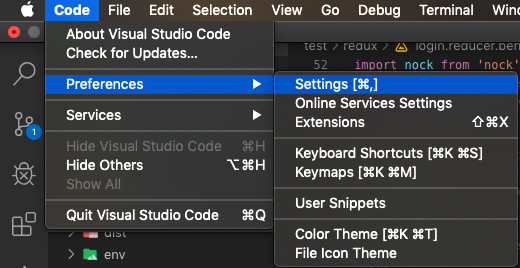 Code File Edit Selection View Go Debug Terminal
About Visual Studio Code
Check for Updates...
Preferences
Services
Hide Visual Studio Code ⌘H
Hide Others ⌥⌘H
Show All
Quit Visual Studio Code ⌘Q
Settings [⌘,]
Online Services Settings
Extensions ⇧⌘X
Keyboard Shortcuts [⌘K ⌘S]
Keymaps [⌘K ⌘M]
User Snippets
Color Theme [⌘K ⌘T]
File Icon Theme
test › redux › login.reducer.ben
52 import nock from 'nock'
1
dist
env